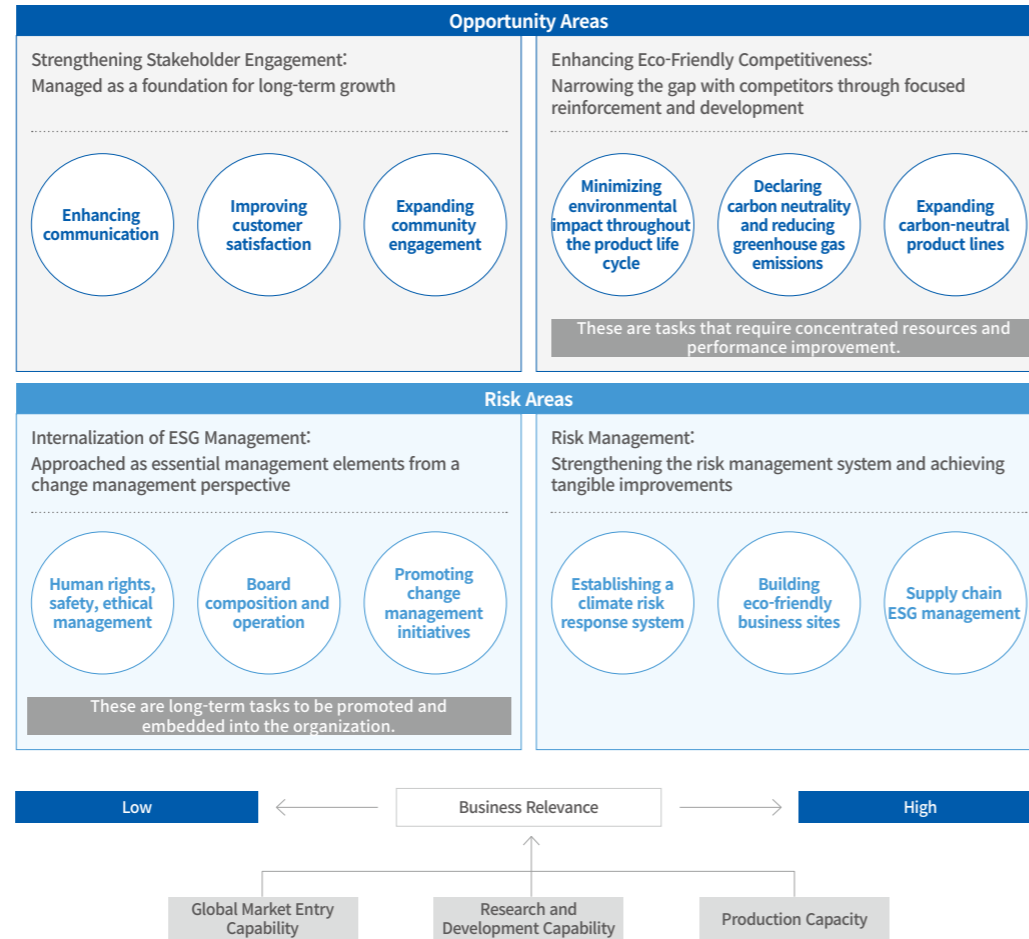 Opportunity Areas
Strengthening Stakeholder Engagement:
Managed as a foundation for long-term growth
Enhancing
communication
Improving
customer
satisfaction
Expanding
community
engagement
Enhancing Eco-Friendly Competitiveness:
Narrowing the gap with competitors through focused
reinforcement and development
Minimizing
environmental
impact throughout
the product life
cycle
Declaring
carbon neutrality
and reducing
greenhouse gas
emissions
Expanding
carbon-neutral
product lines
These are tasks that require concentrated resources and
performance improvement.
Risk Areas
Internalization of ESG Management:
Approached as essential management elements from a
change management perspective
Human rights,
safety, ethical
management
Board
composition and
operation
Promoting
change
management
initiatives
These are long-term tasks to be promoted and
embedded into the organization.
Risk Management:
Strengthening the risk management system and achieving
tangible improvements
Establishing a
climate risk
response system
Building
eco-friendly
business sites
Supply chain
ESG management
Low
Business Relevance
High
Global Market Entry
Capability
Research and
Development Capability
Production Capacity